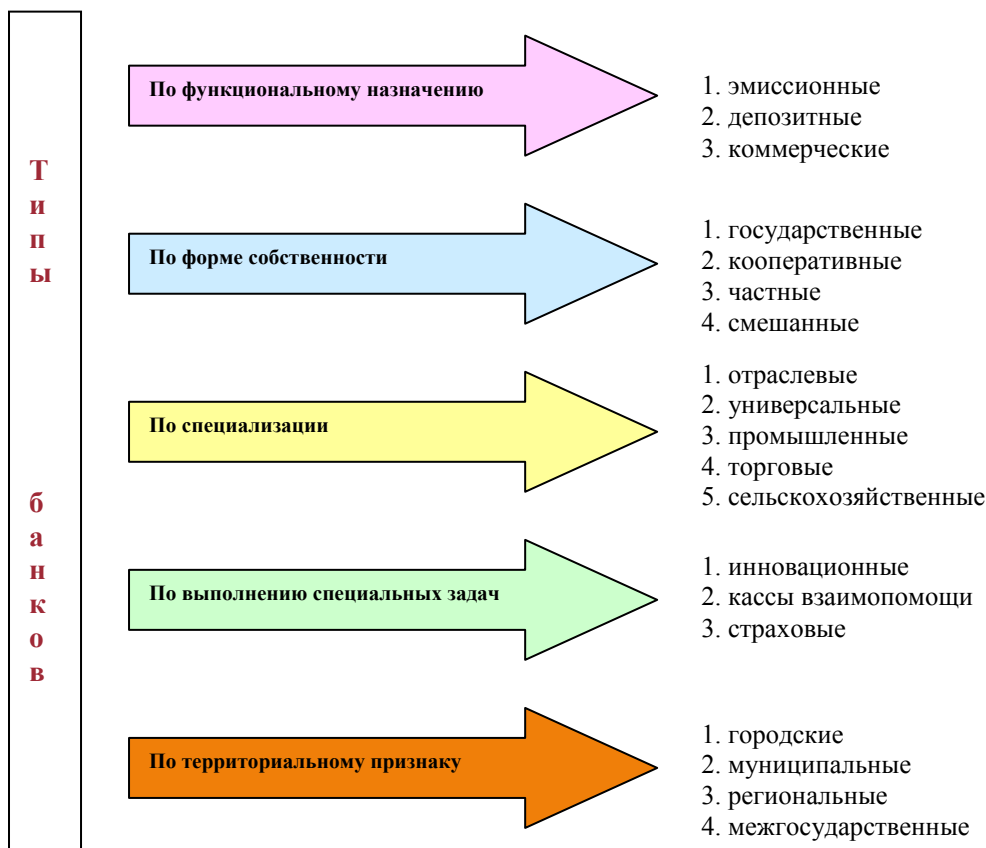 Типы
банков
По функциональному назначению
1. эмиссионные
2. депозитные
3. коммерческие
По форме собственности
1. государственные
2. кооперативные
3. частные
4. смешанные
По специализации
1. отраслевые
2. универсальные
3. промышленные
4. торговые
5. сельскохозяйственные
По выполнению специальных задач
1. инновационные
2. кассы взаимопомощи
3. страховые
По территориальному признаку
1. городские
2. муниципальные
3. региональные
4. межгосударственные